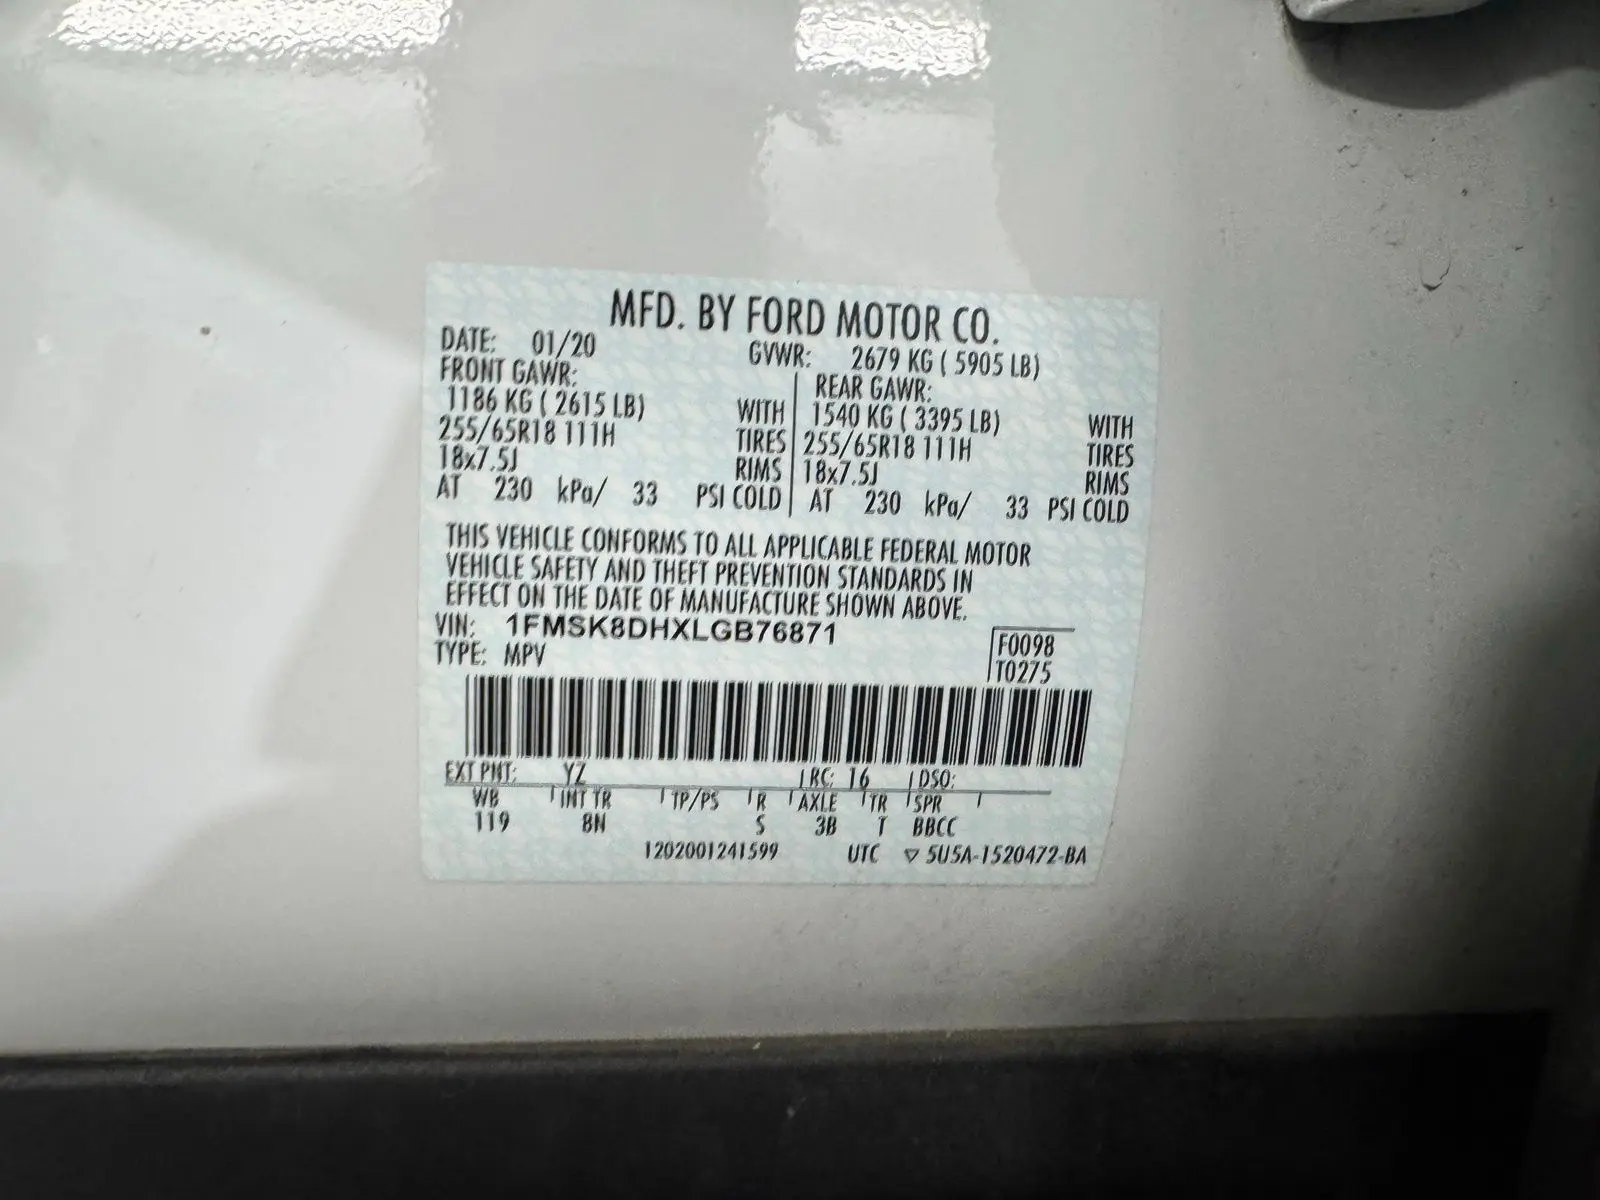 MFD. BY FORD MOTOR CO.
DATE: 01/20 GVWR: 2679 KG ( 5905 LB)
FRONT GAWR: REAR GAWR:
1186 KG ( 2615 LB) WITH 1540 KG ( 3395 LB) WITH
255/65R18 111H TIRES 255/65R18 111H TIRES
18x7.5J RIMS 18x7.5J RIMS
AT 230 kPa/ 33 PSI COLD AT 230 kPa/ 33 PSI COLD
THIS VEHICLE CONFORMS TO ALL APPLICABLE FEDERAL MOTOR
VEHICLE SAFETY AND THEFT PREVENTION STANDARDS IN
EFFECT ON THE DATE OF MANUFACTURE SHOWN ABOVE.
VIN: 1FMSK8DHXLGB76871 F0098
TYPE: MPV T0275
EXT PNT: YZ RC: 16 DSO:
WB INT TR TP/PS R AXLE TR SPR
119 8N S 3B T BBCC
1202001241599 UTC ▽ 5U5A-1520472-BA